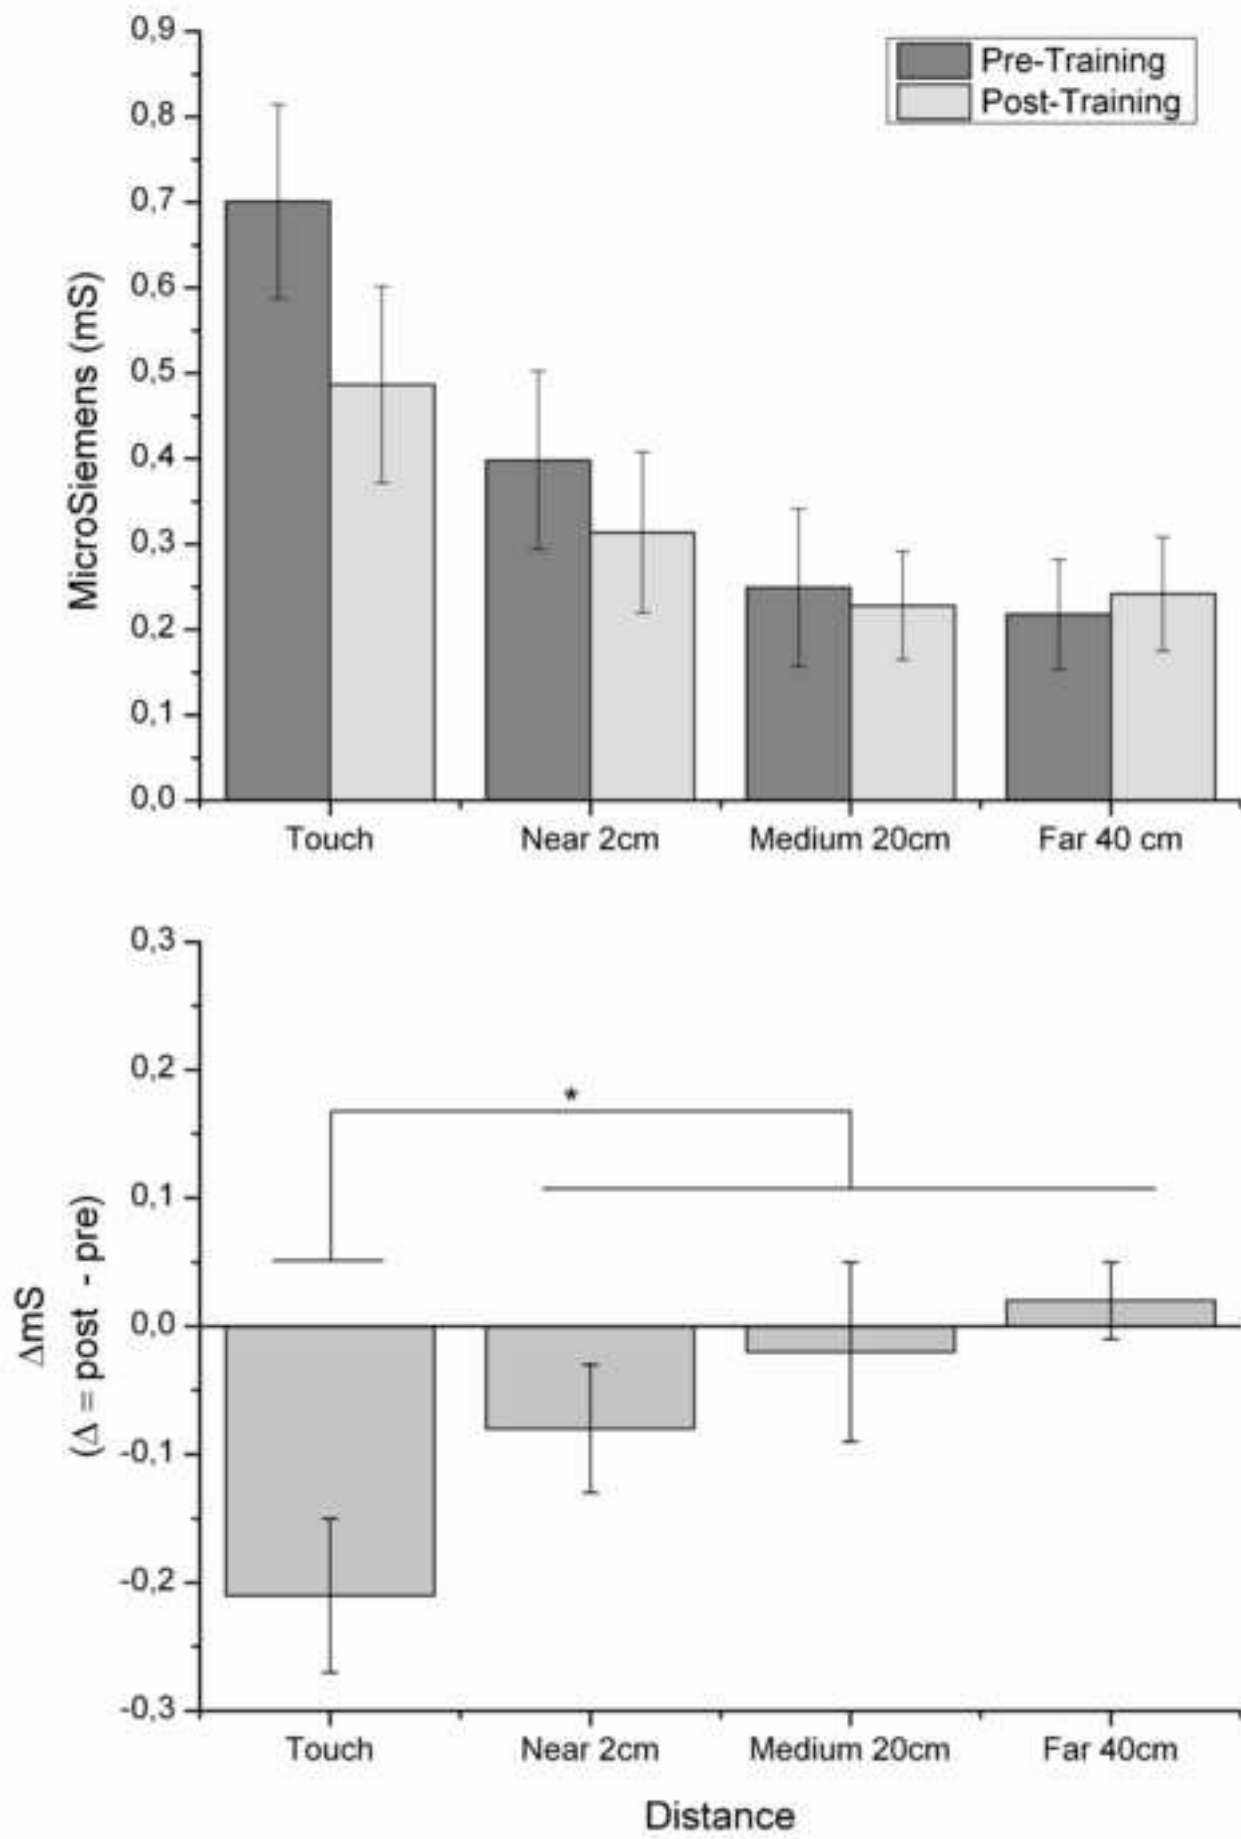 0,9
0,8
0,7
0,6
0,5
0,4
0,3
0,2
0,1
0,0
MicroSiemens (mS)
Pre-Training
Post-Training
Touch Near 2cm Medium 20cm Far 40 cm
0,3
0,2
0,1
0,0
-0,1
-0,2
-0,3
ΔmS
(Δ = post - pre)
*
Touch Near 2cm Medium 20cm Far 40cm
Distance